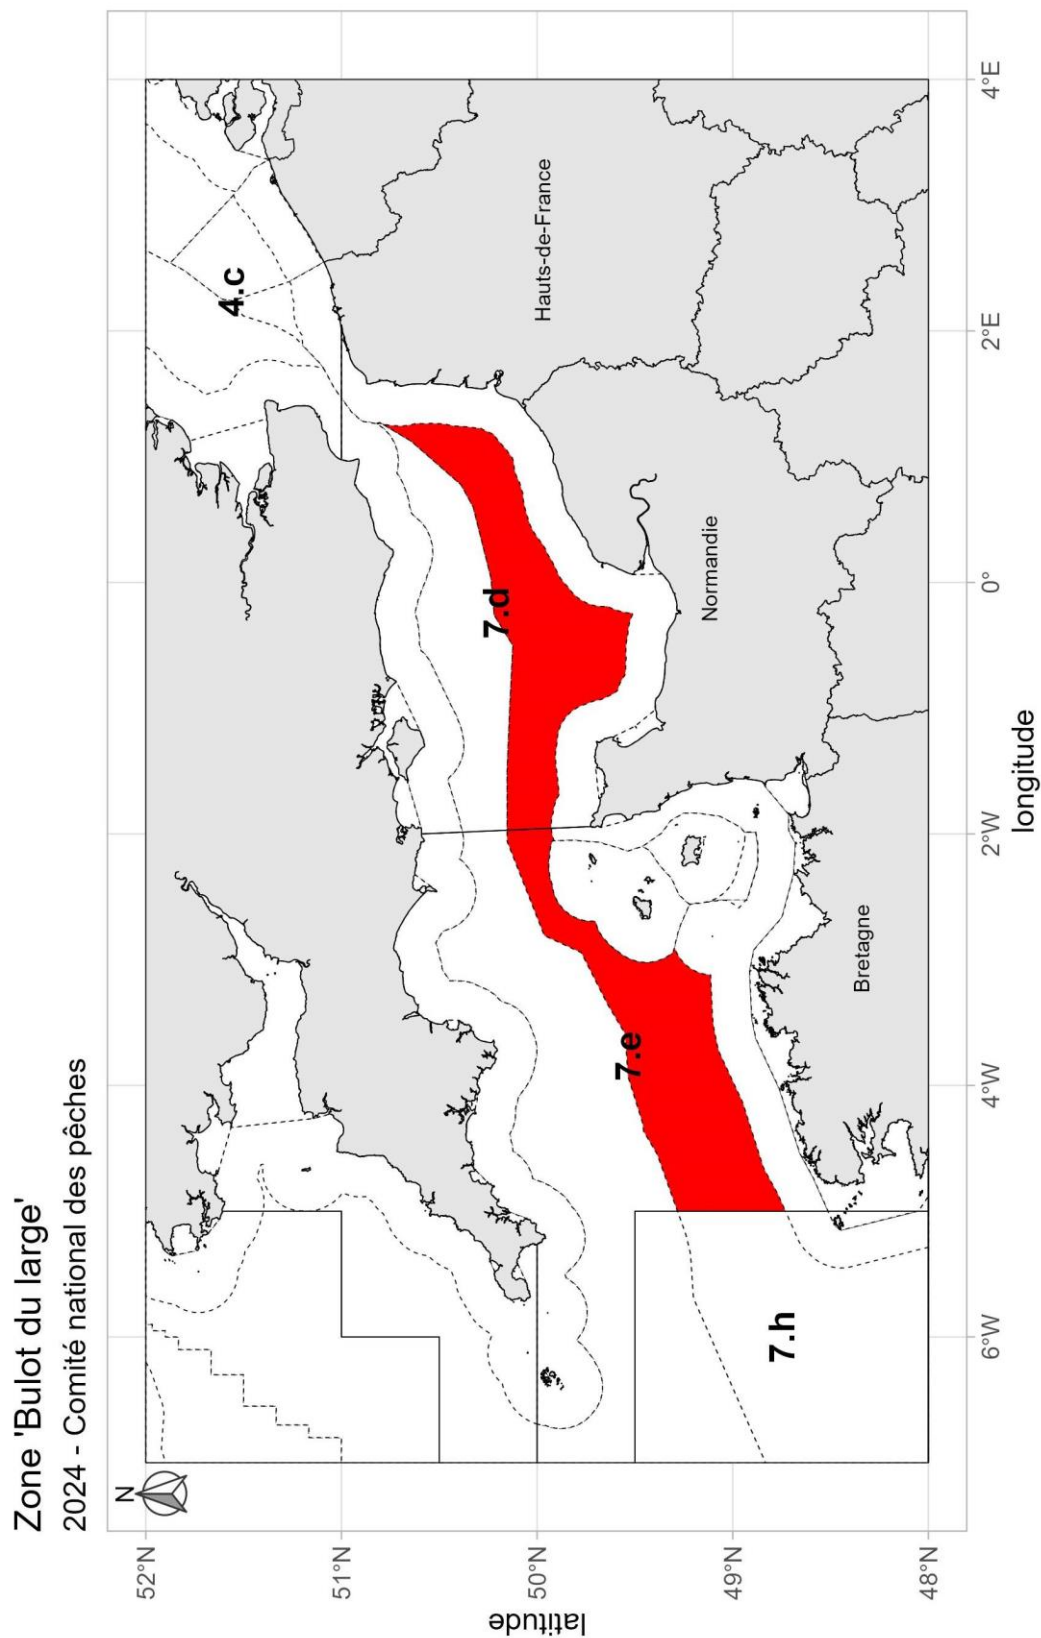 Zone 'Bulot du large'
2024 - Comité national des pêches
N
52°N
51°N
50°N
49°N
48°N
latitude
4.c
7.d
7.e
7.h
Hauts-de-France
Normandie
Bretagne
6°W
4°W
2°W
0°
2°E
4°E
longitude